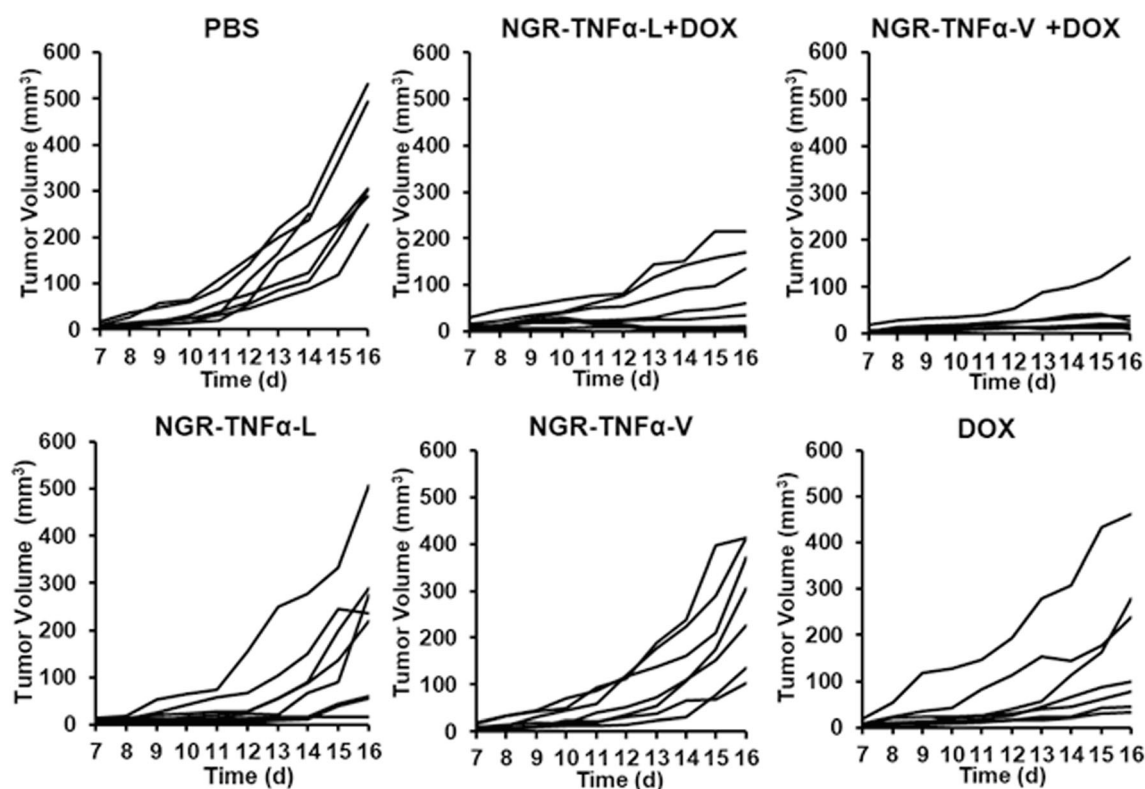 PBS
Tumor Volume (mm³)
600
500
400
300
200
100
0
7 8 9 10 11 12 13 14 15 16
Time (d)
NGR-TNFα-L+DOX
Tumor Volume (mm³)
600
500
400
300
200
100
0
7 8 9 10 11 12 13 14 15 16
Time (d)
NGR-TNFα-V +DOX
Tumor Volume (mm³)
600
500
400
300
200
100
0
7 8 9 10 11 12 13 14 15 16
Time (d)
NGR-TNFα-L
Tumor Volume (mm³)
600
500
400
300
200
100
0
7 8 9 10 11 12 13 14 15 16
Time (d)
NGR-TNFα-V
Tumor Volume (mm³)
600
500
400
300
200
100
0
7 8 9 10 11 12 13 14 15 16
Time (d)
DOX
Tumor Volume (mm³)
600
500
400
300
200
100
0
7 8 9 10 11 12 13 14 15 16
Time (d)